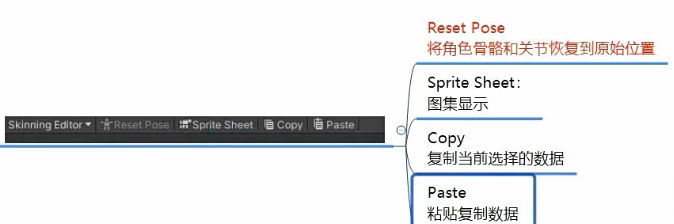 Skinning Editor Reset Pose Sprite Sheet Copy Paste
Reset Pose
将角色骨骼和关节恢复到原始位置
Sprite Sheet：
图集显示
Copy
复制当前选择的数据
Paste
粘贴复制数据